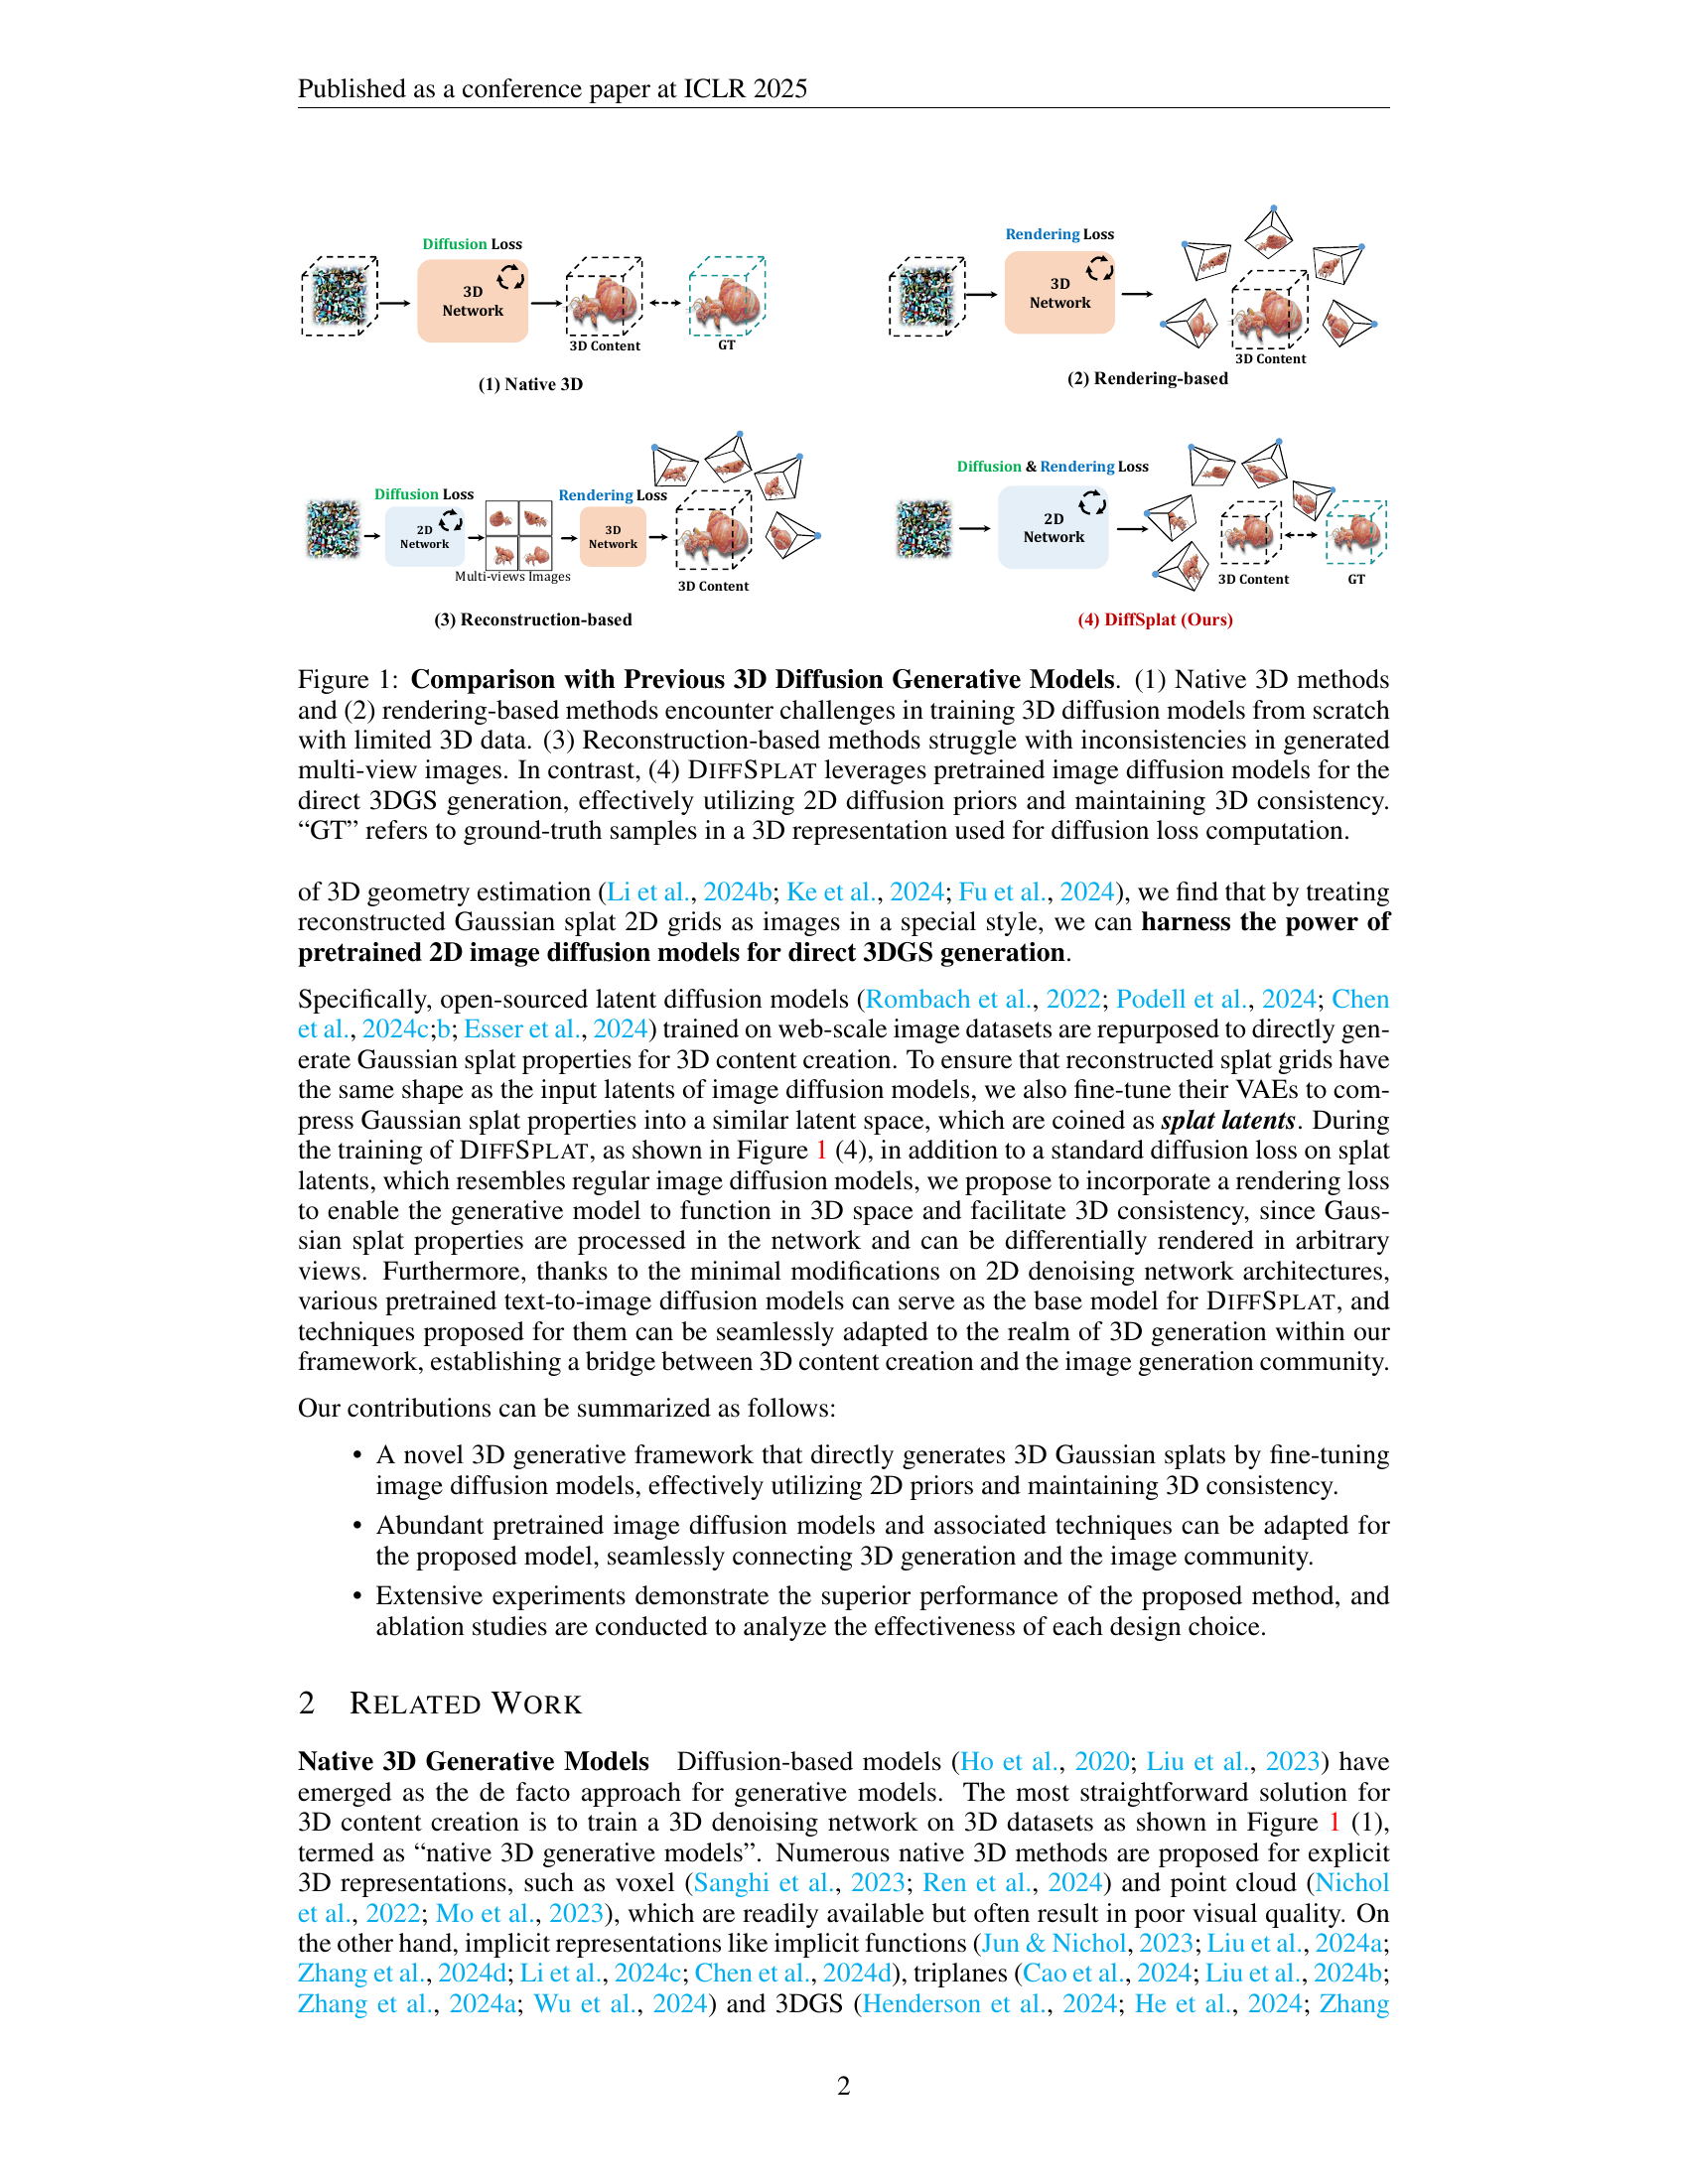 Published as a conference paper at ICLR 2025
Diffusion Loss
3D
Network
3D Content
GT
(1) Native 3D
Rendering Loss
3D
Network
3D Content
(2) Rendering-based
Diffusion Loss
2D
Network
Multi-views Images
Rendering Loss
3D
Network
3D Content
(3) Reconstruction-based
Diffusion & Rendering Loss
2D
Network
3D Content
GT
(4) DiffSplat (Ours)
Figure 1: Comparison with Previous 3D Diffusion Generative Models. (1) Native 3D methods
and (2) rendering-based methods encounter challenges in training 3D diffusion models from scratch
with limited 3D data. (3) Reconstruction-based methods struggle with inconsistencies in generated
multi-view images. In contrast, (4) DIFFSPLAT leverages pretrained image diffusion models for the
direct 3DGS generation, effectively utilizing 2D diffusion priors and maintaining 3D consistency.
“GT” refers to ground-truth samples in a 3D representation used for diffusion loss computation.
of 3D geometry estimation (Li et al., 2024b; Ke et al., 2024; Fu et al., 2024), we find that by treating
reconstructed Gaussian splat 2D grids as images in a special style, we can harness the power of
pretrained 2D image diffusion models for direct 3DGS generation.
Specifically, open-sourced latent diffusion models (Rombach et al., 2022; Podell et al., 2024; Chen
et al., 2024c;b; Esser et al., 2024) trained on web-scale image datasets are repurposed to directly gen-
erate Gaussian splat properties for 3D content creation. To ensure that reconstructed splat grids have
the same shape as the input latents of image diffusion models, we also fine-tune their VAEs to com-
press Gaussian splat properties into a similar latent space, which are coined as splat latents. During
the training of DIFFSPLAT, as shown in Figure 1 (4), in addition to a standard diffusion loss on splat
latents, which resembles regular image diffusion models, we propose to incorporate a rendering loss
to enable the generative model to function in 3D space and facilitate 3D consistency, since Gaus-
sian splat properties are processed in the network and can be differentially rendered in arbitrary
views. Furthermore, thanks to the minimal modifications on 2D denoising network architectures,
various pretrained text-to-image diffusion models can serve as the base model for DIFFSPLAT, and
techniques proposed for them can be seamlessly adapted to the realm of 3D generation within our
framework, establishing a bridge between 3D content creation and the image generation community.
Our contributions can be summarized as follows:
• A novel 3D generative framework that directly generates 3D Gaussian splats by fine-tuning
image diffusion models, effectively utilizing 2D priors and maintaining 3D consistency.
• Abundant pretrained image diffusion models and associated techniques can be adapted for
the proposed model, seamlessly connecting 3D generation and the image community.
• Extensive experiments demonstrate the superior performance of the proposed method, and
ablation studies are conducted to analyze the effectiveness of each design choice.
2 RELATED WORK
Native 3D Generative Models Diffusion-based models (Ho et al., 2020; Liu et al., 2023) have
emerged as the de facto approach for generative models. The most straightforward solution for
3D content creation is to train a 3D denoising network on 3D datasets as shown in Figure 1 (1),
termed as “native 3D generative models”. Numerous native 3D methods are proposed for explicit
3D representations, such as voxel (Sanghi et al., 2023; Ren et al., 2024) and point cloud (Nichol
et al., 2022; Mo et al., 2023), which are readily available but often result in poor visual quality. On
the other hand, implicit representations like implicit functions (Jun & Nichol, 2023; Liu et al., 2024a;
Zhang et al., 2024d; Li et al., 2024c; Chen et al., 2024d), triplanes (Cao et al., 2024; Liu et al., 2024b;
Zhang et al., 2024a; Wu et al., 2024) and 3DGS (Henderson et al., 2024; He et al., 2024; Zhang
2